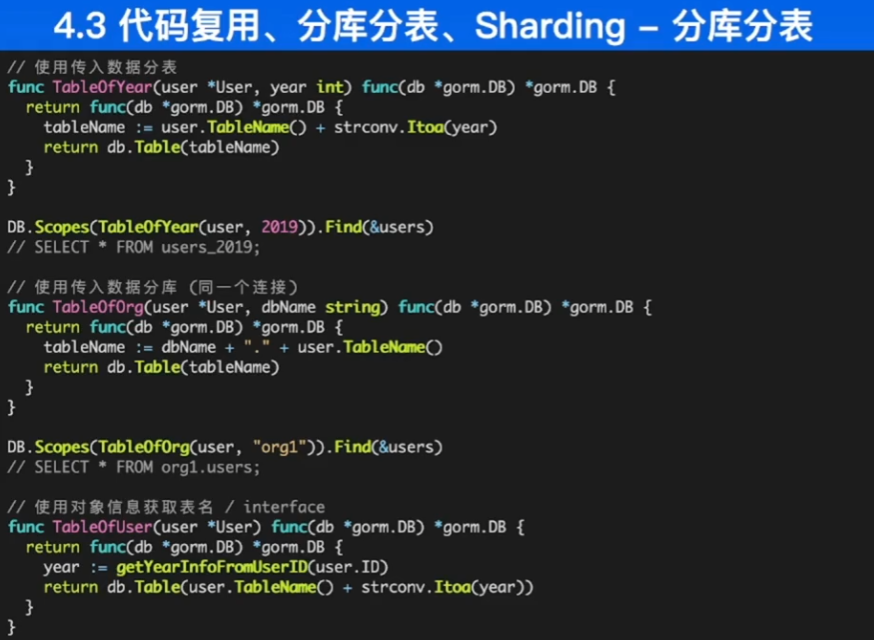 4.3 代码复用、分库分表、Sharding – 分库分表
// 使用传入数据分表
func TableOfYear(user *User, year int) func(db *gorm.DB) *gorm.DB {
  return func(db *gorm.DB) *gorm.DB {
    tableName := user.TableName() + strconv.Itoa(year)
    return db.Table(tableName)
  }
}

DB.Scopes(TableOfYear(user, 2019)).Find(&users)
// SELECT * FROM users_2019;

// 使用传入数据分库 (同一个连接)
func TableOfOrg(user *User, dbName string) func(db *gorm.DB) *gorm.DB {
  return func(db *gorm.DB) *gorm.DB {
    tableName := dbName + "." + user.TableName()
    return db.Table(tableName)
  }
}

DB.Scopes(TableOfOrg(user, "org1")).Find(&users)
// SELECT * FROM org1.users;

// 使用对象信息获取表名 / interface
func TableOfUser(user *User) func(db *gorm.DB) *gorm.DB {
  return func(db *gorm.DB) *gorm.DB {
    year := getYearInfoFromUserID(user.ID)
    return db.Table(user.TableName() + strconv.Itoa(year))
  }
}